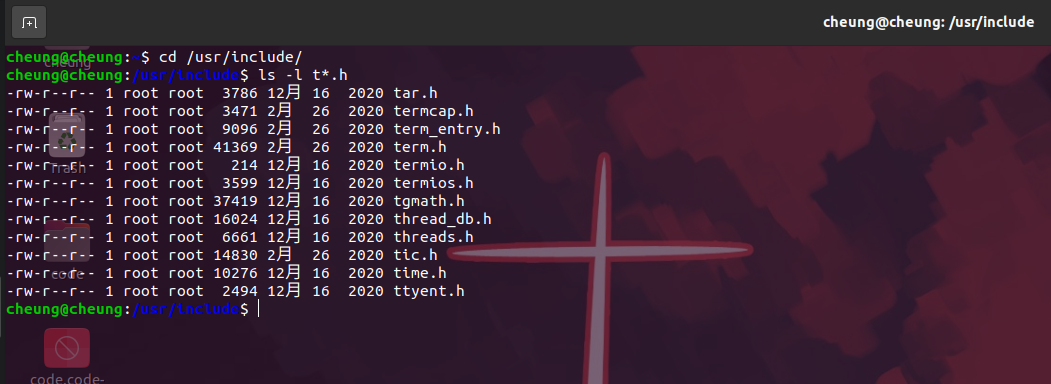 cheung@cheung: /usr/include
cheung@cheung:~$ cd /usr/include/
cheung@cheung:/usr/include$ ls -l t*.h
-rw-r--r-- 1 root root  3786 12月 16  2020 tar.h
-rw-r--r-- 1 root root  3471 2月  26  2020 termcap.h
-rw-r--r-- 1 root root  9096 2月  26  2020 term_entry.h
-rw-r--r-- 1 root root 41369 2月  26  2020 term.h
-rw-r--r-- 1 root root   214 12月 16  2020 termio.h
-rw-r--r-- 1 root root  3599 12月 16  2020 termios.h
-rw-r--r-- 1 root root 37419 12月 16  2020 tgmath.h
-rw-r--r-- 1 root root 16024 12月 16  2020 thread_db.h
-rw-r--r-- 1 root root  6661 12月 16  2020 threads.h
-rw-r--r-- 1 root root 14830 2月  26  2020 tic.h
-rw-r--r-- 1 root root 10276 12月 16  2020 time.h
-rw-r--r-- 1 root root  2494 12月 16  2020 ttyent.h
cheung@cheung:/usr/include$
cheung
Trash
code
code.code-